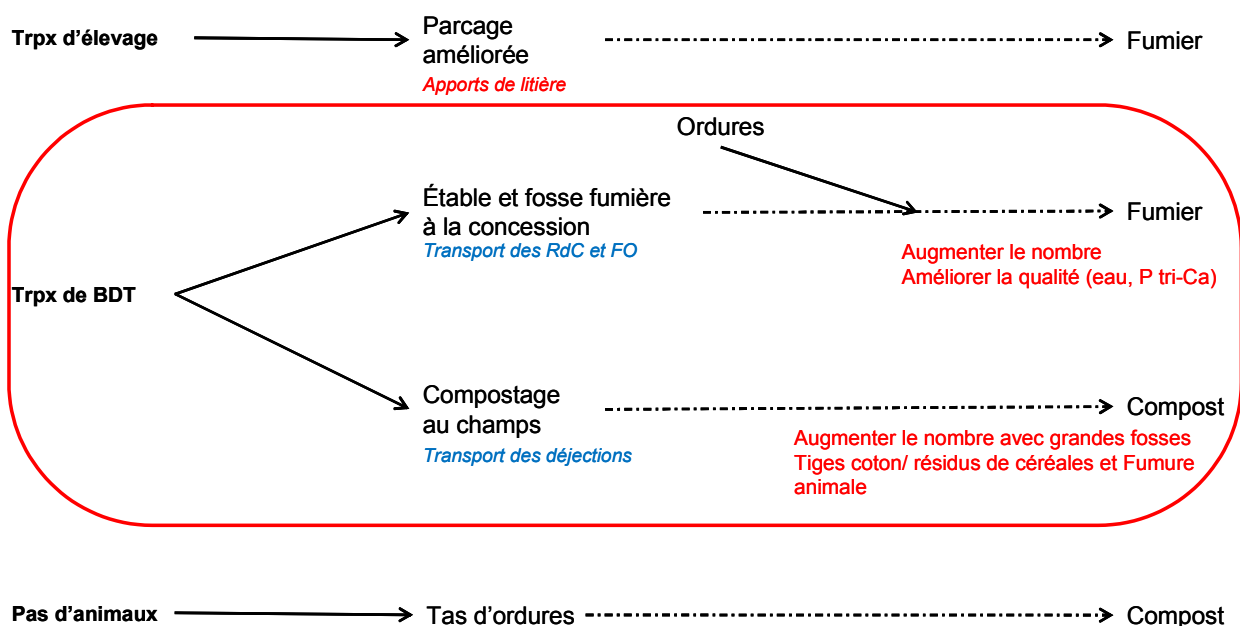 Trpx d’élevage
Parcage
améliorée
Apports de litière
Fumier
Ordures
Étable et fosse fumière
à la concession
Transport des RdC et FO
Fumier
Augmenter le nombre
Améliorer la qualité (eau, P tri-Ca)
Trpx de BDT
Compostage
au champs
Transport des déjections
Compost
Augmenter le nombre avec grandes fosses
Tiges coton/ résidus de céréales et Fumure
animale
Pas d’animaux
Tas d’ordures
Compost